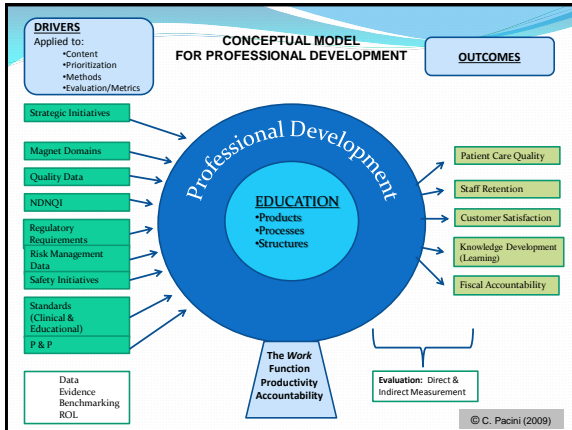 DRIVERS
Applied to:
•Content
•Prioritization
•Methods
•Evaluation/Metrics
CONCEPTUAL MODEL
FOR PROFESSIONAL DEVELOPMENT
OUTCOMES
Strategic Initiatives
Magnet Domains
Quality Data
NDNQI
Regulatory
Requirements
Risk Management
Data
Safety Initiatives
Standards
(Clinical &
Educational)
P & P
Professional Development
EDUCATION
•Products
•Processes
•Structures
Patient Care Quality
Staff Retention
Customer Satisfaction
Knowledge Development
(Learning)
Fiscal Accountability
The Work
Function
Productivity
Accountability
Evaluation: Direct &
Indirect Measurement
Data
Evidence
Benchmarking
ROL
© C. Pacini (2009)